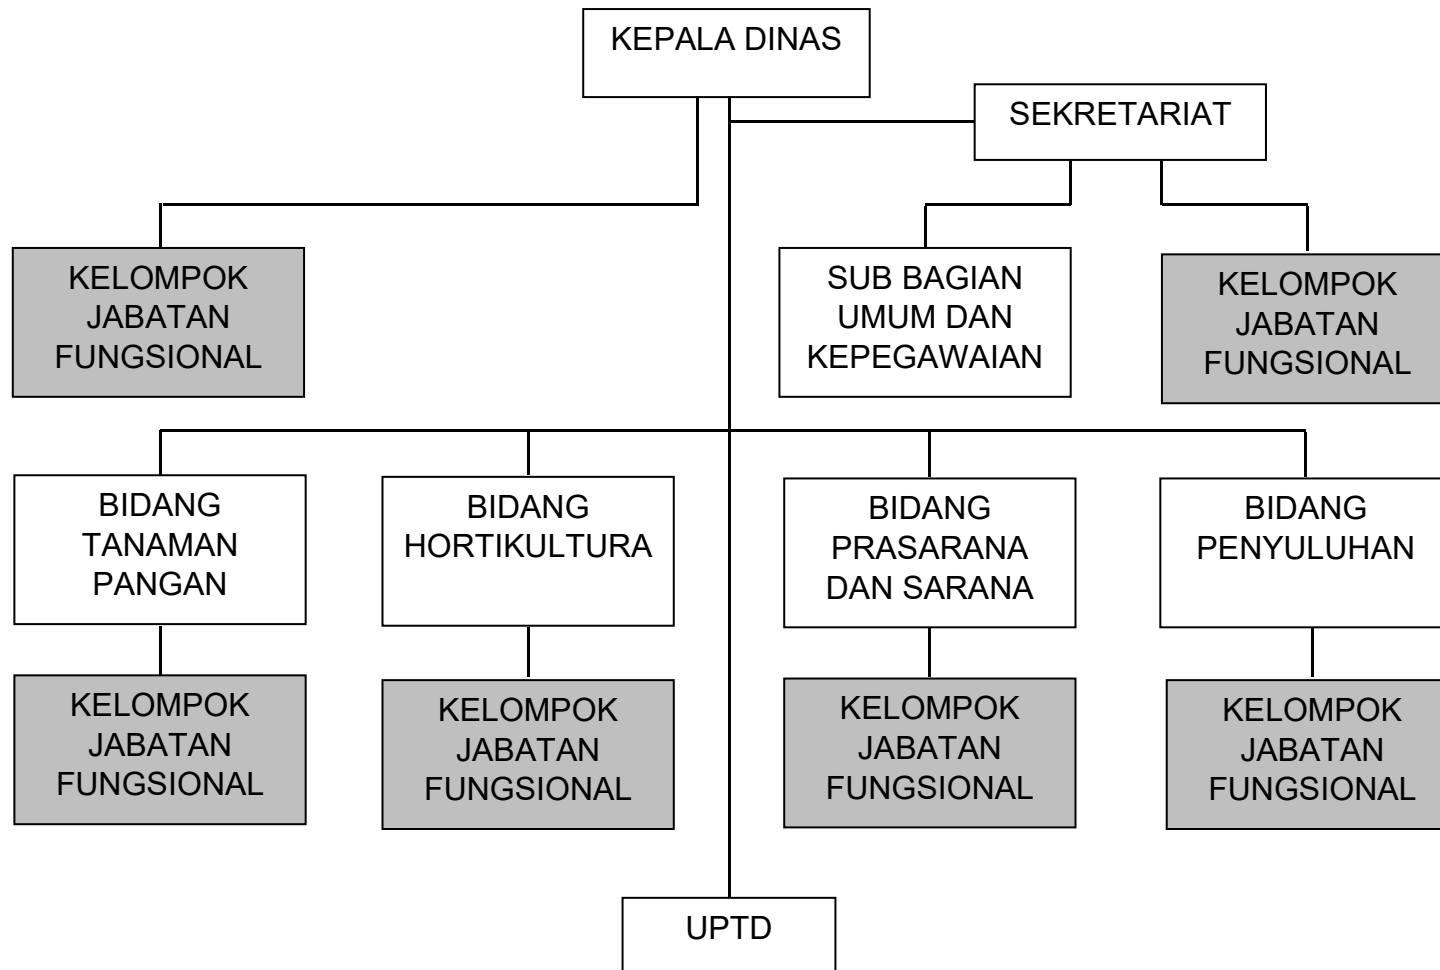 KEPALA DINAS
SEKRETARIAT
KELOMPOK
JABATAN
FUNGSIONAL
SUB BAGIAN
UMUM DAN
KEPEGAWAIAN
KELOMPOK
JABATAN
FUNGSIONAL
BIDANG
TANAMAN
PANGAN
BIDANG
HORTIKULTURA
BIDANG
PRASARANA
DAN SARANA
BIDANG
PENYULUHAN
KELOMPOK
JABATAN
FUNGSIONAL
KELOMPOK
JABATAN
FUNGSIONAL
KELOMPOK
JABATAN
FUNGSIONAL
KELOMPOK
JABATAN
FUNGSIONAL
UPTD